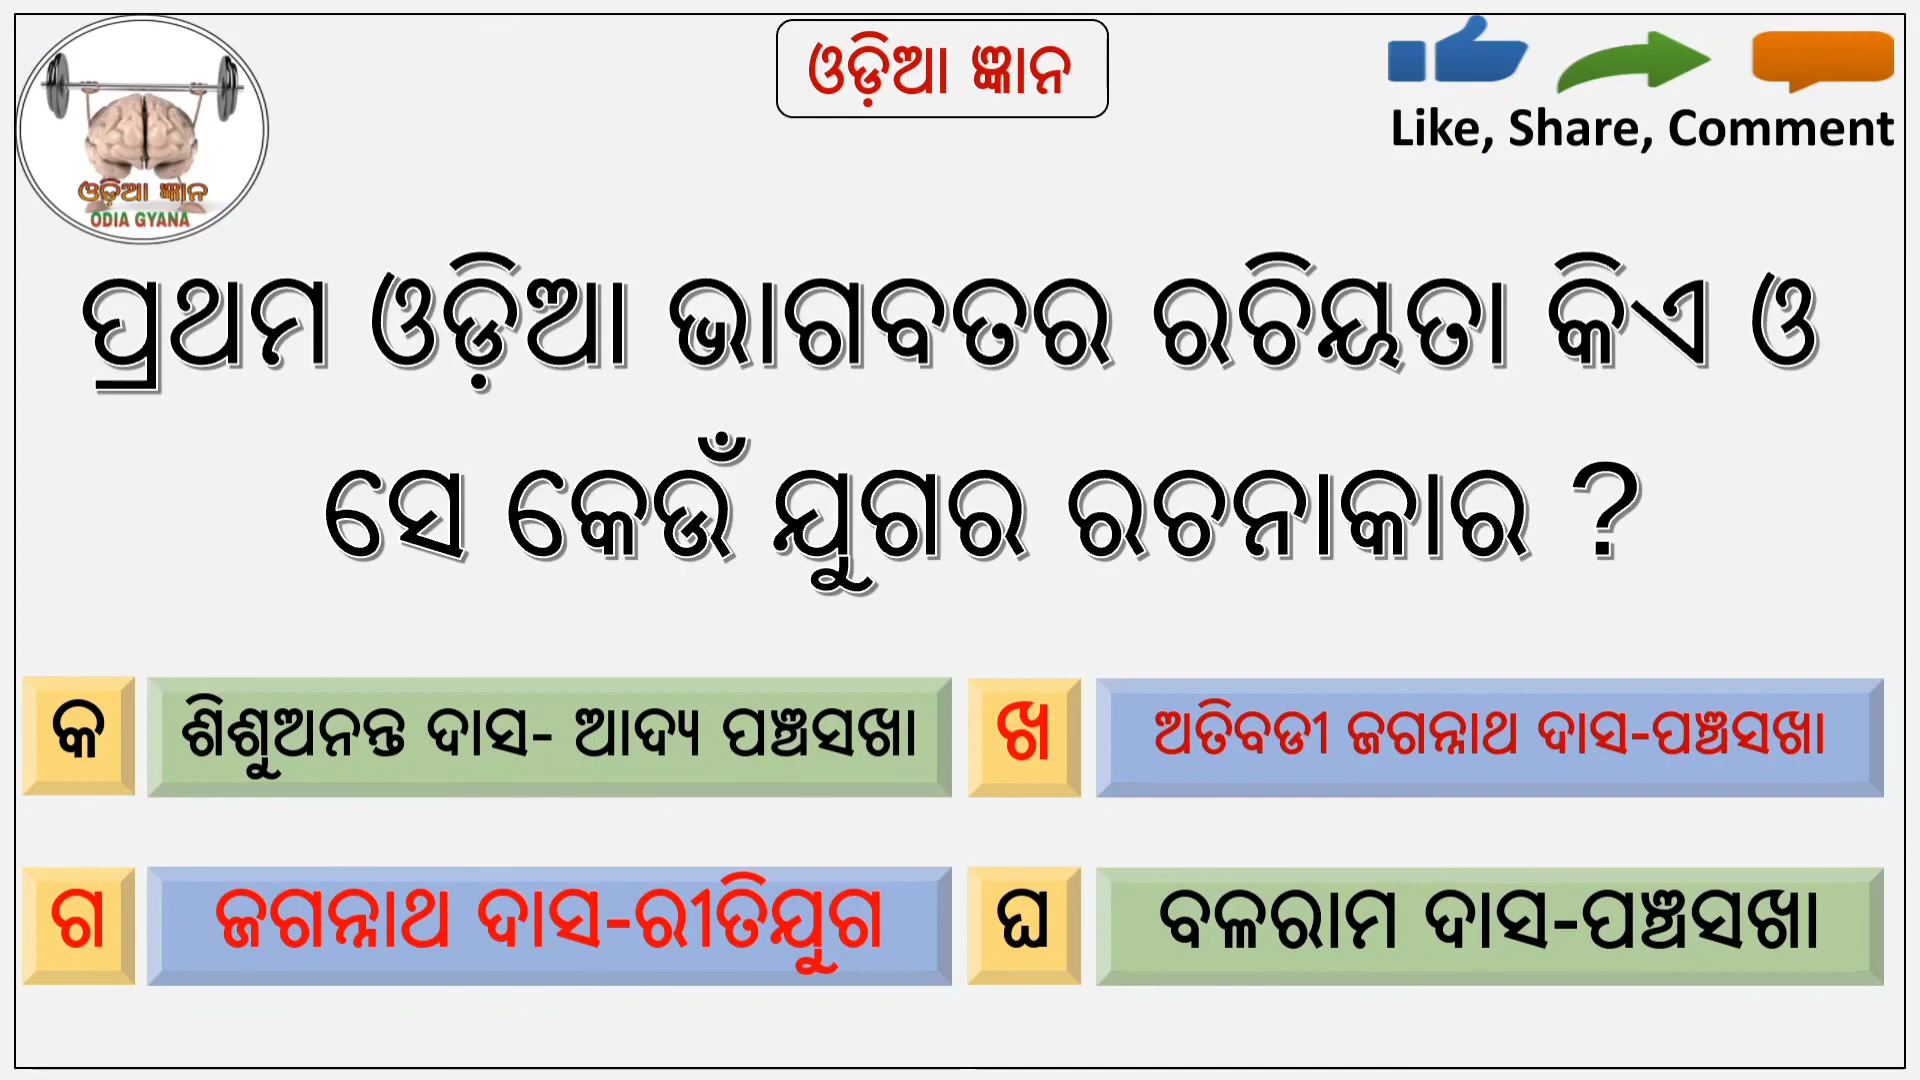 ଓଡ଼ିଆ ଜ୍ଞାନ
Like, Share, Comment
ଓଡ଼ିଆ ଜ୍ଞାନ
ODIA GYANA
ପ୍ରଥମ ଓଡ଼ିଆ ଭାଗବତର ରଚିୟତା କିଏ ଓ
ସେ କେଉଁ ଯୁଗର ରଚନାକାର ?
କ ଶିଶୁଅନନ୍ତ ଦାସ- ଆଦ୍ୟ ପଞ୍ଚସଖା
ଖ ଅତିବଡୀ ଜଗନ୍ନାଥ ଦାସ-ପଞ୍ଚସଖା
ଗ ଜଗନ୍ନାଥ ଦାସ-ରୀତିଯୁଗ
ଘ ବଳରାମ ଦାସ-ପଞ୍ଚସଖା